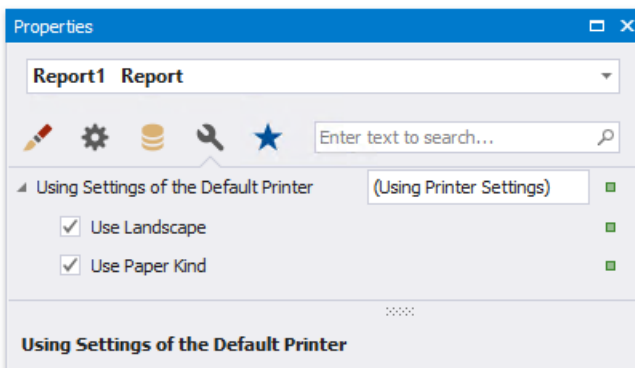 Properties
Report1 Report
Enter text to search...
Using Settings of the Default Printer (Using Printer Settings)
Use Landscape
Use Paper Kind
Using Settings of the Default Printer